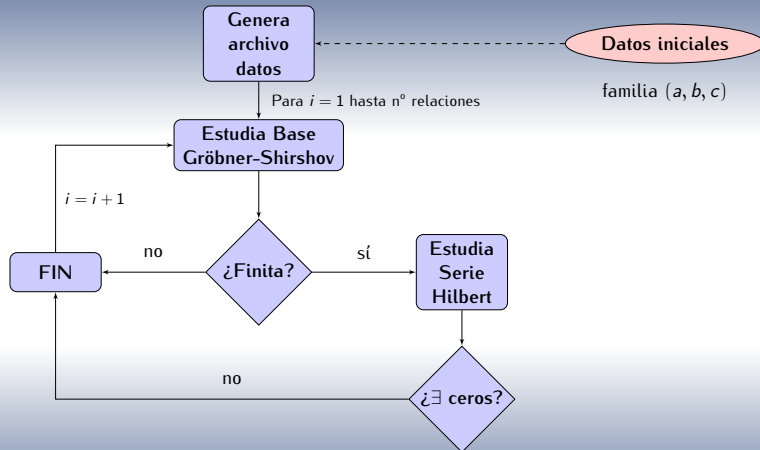 Genera
archivo
datos
Datos iniciales
familia (a, b, c)
Para i = 1 hasta nº relaciones
Estudia Base
Gröbner-Shirshov
i = i + 1
FIN
no
¿Finita?
sí
Estudia
Serie
Hilbert
no
¿∃ ceros?